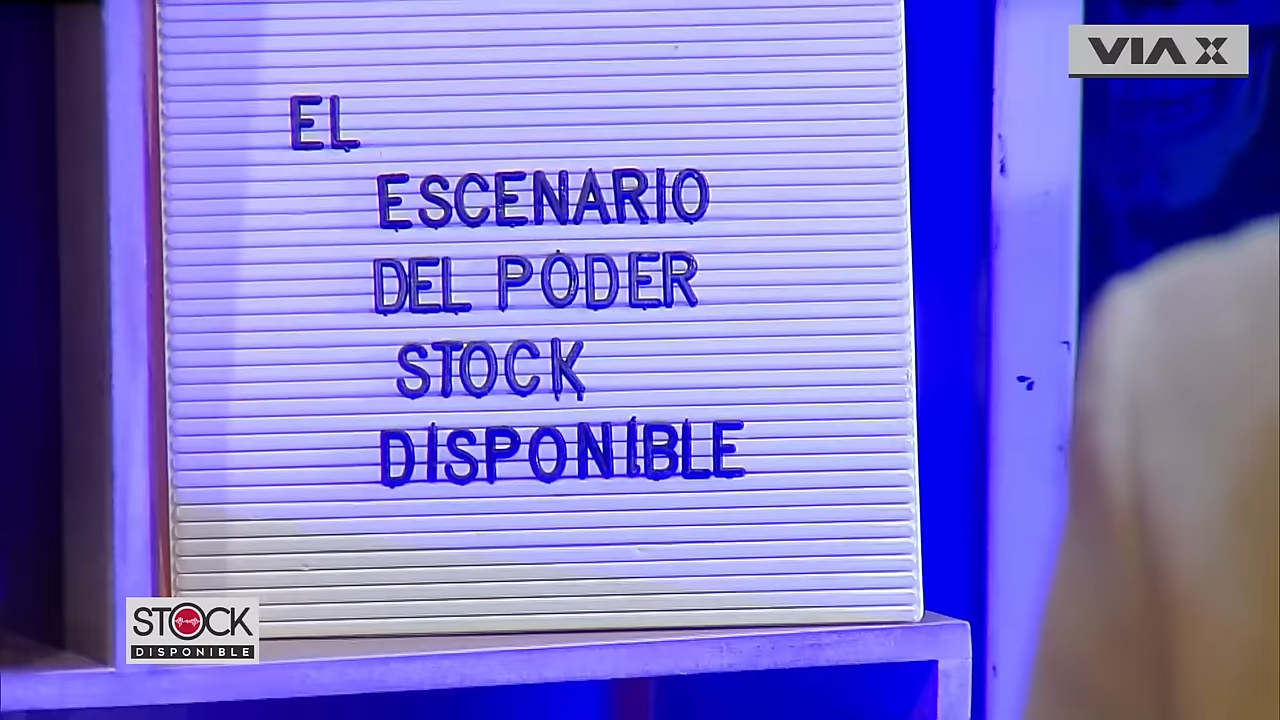 VIA X
EL
ESCENARIO
DEL PODER
STOCK
DISPONIBLE
STOCK
DISPONIBLE